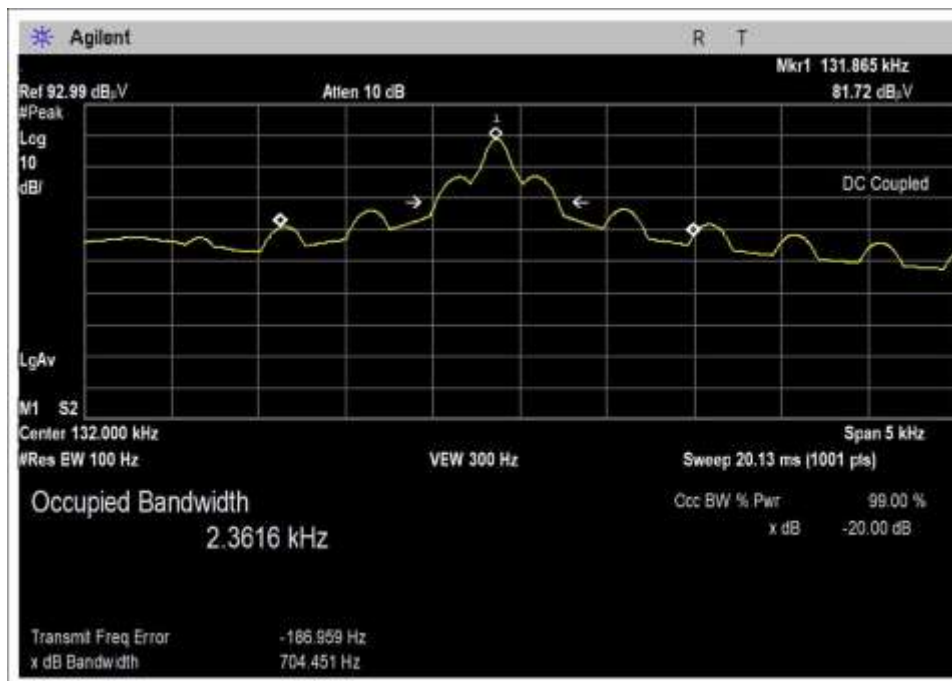 Agilent R T
Mkr1 131.865 kHz
Ref 92.99 dBµV Atten 10 dB 81.72 dBµV
#Peak
Log
10
dB/
1
DC Coupled
LgAv
M1 S2
Center 132.000 kHz Span 5 kHz
#Res BW 100 Hz VBW 300 Hz Sweep 20.13 ms (1001 pts)
Occupied Bandwidth Occ BW % Pwr 99.00 %
2.3616 kHz x dB -20.00 dB
Transmit Freq Error -186.959 Hz
x dB Bandwidth 704.451 Hz